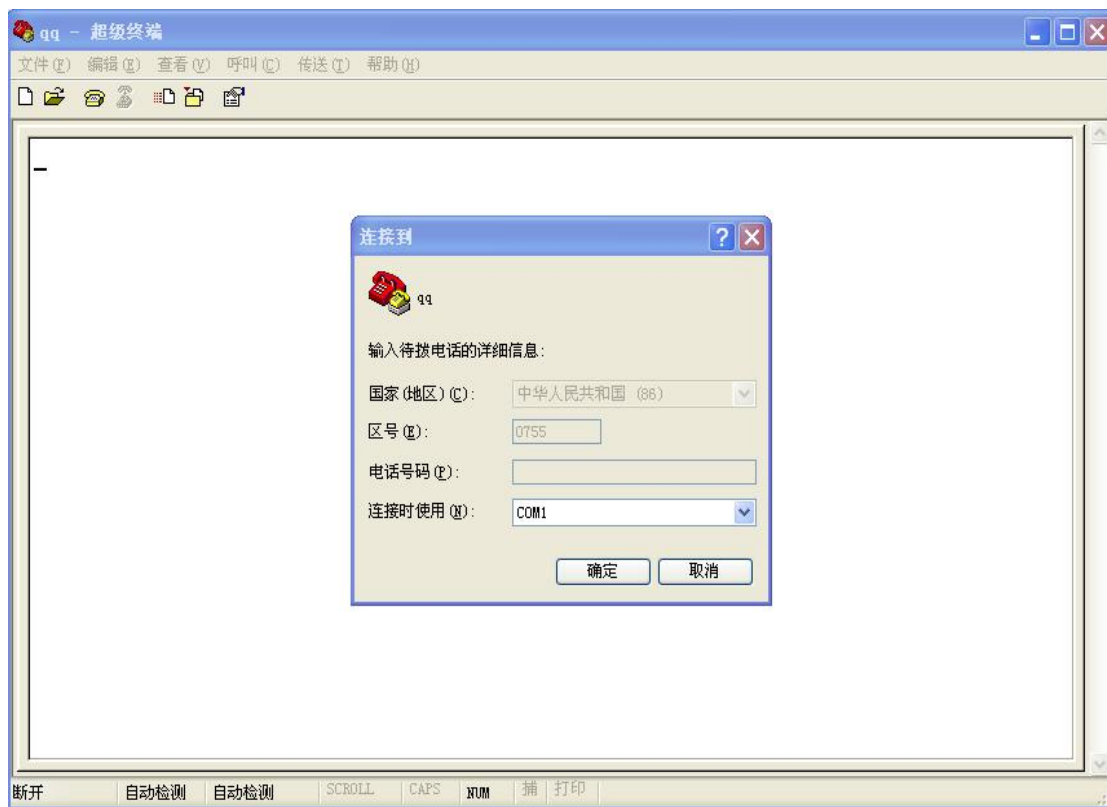 qq - 超级终端
文件(F) 编辑(E) 查看(V) 呼叫(C) 传送(T) 帮助(H)
连接到
qq
输入待拨电话的详细信息:
国家(地区)(C): 中华人民共和国 (86)
区号(E): 0755
电话号码(P):
连接时使用(N): COM1
确定 取消
断开 自动检测 自动检测 SCROLL CAPS NUM 捕 打印